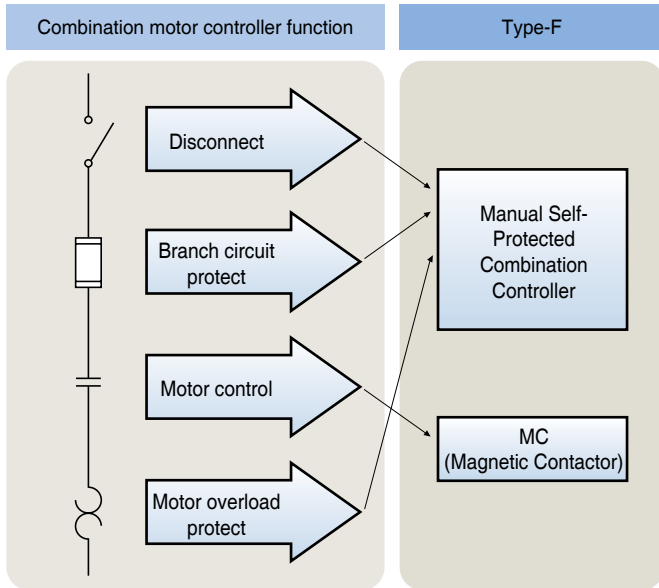 Combination motor controller function
Type-F
Disconnect
Branch circuit
protect
Motor control
Motor overload
protect
Manual Self-
Protected
Combination
Controller
MC
(Magnetic Contactor)